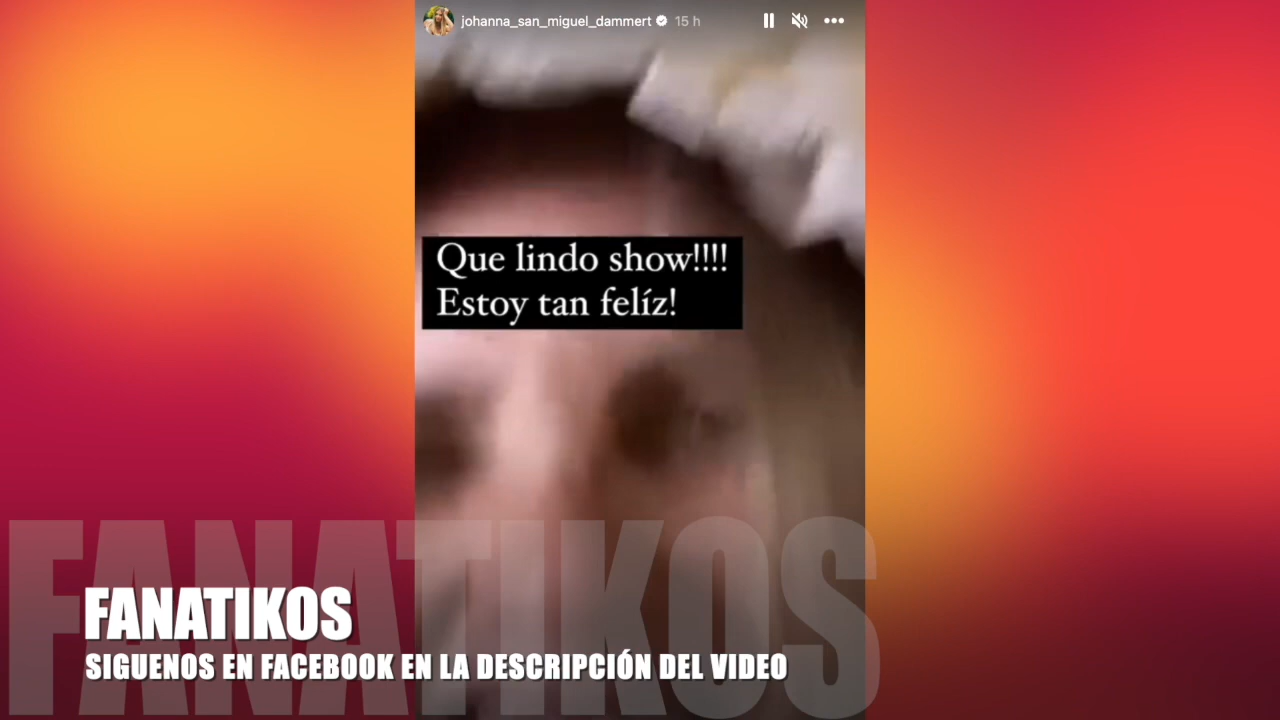 johanna_san_miguel_dammert 15 h
Que lindo show!!!!
Estoy tan felíz!
FANATIKOS
FANATIKOS
SIGUENOS EN FACEBOOK EN LA DESCRIPCIÓN DEL VIDEO